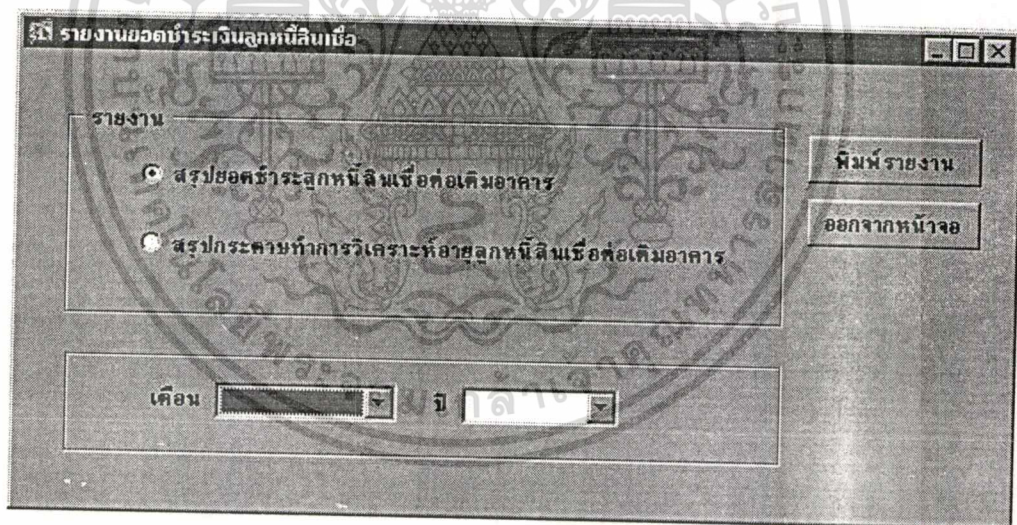 รายงานยอดชำระเงินลูกหนี้สินเชื่อ
รายงาน
สรุปยอดชำระลูกหนี้สินเชื่อต่อเติมอาคาร
สรุปกระดาษทำการวิเคราะห์อายุลูกหนี้สินเชื่อต่อเติมอาคาร
พิมพ์รายงาน
ออกจากหน้าจอ
เดือน ปี